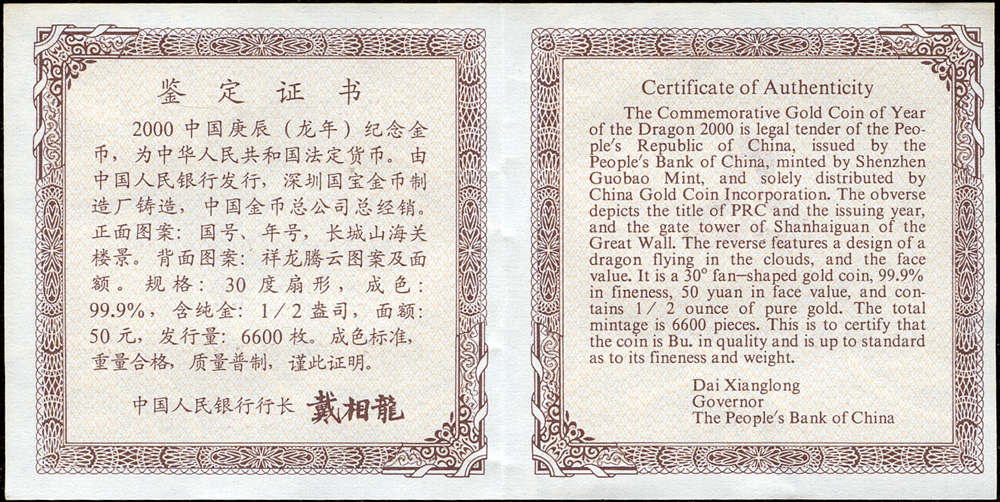 鉴定证书
2000 中国庚辰（龙年）纪念金
币，为中华人民共和国法定货币。由
中国人民银行发行，深圳国宝金币制
造厂铸造，中国金币总公司总经销。
正面图案：国号、年号，长城山海关
楼景。背面图案：祥龙腾云图案及面
额。规格：30 度扇形，成色：
99.9%，含纯金：1/2 盎司，面额：
50 元，发行量：6600 枚。成色标准，
重量合格，质量普制，谨此证明。
中国人民银行行长 戴相龍
Certificate of Authenticity
The Commemorative Gold Coin of Year
of the Dragon 2000 is legal tender of the Peo-
ple's Republic of China, issued by the
People's Bank of China, minted by Shenzhen
Guobao Mint, and solely distributed by
China Gold Coin Incorporation. The obverse
depicts the title of PRC and the issuing year,
and the gate tower of Shanhaiguan of the
Great Wall. The reverse features a design of a
dragon flying in the clouds, and the face
value. It is a 30° fan-shaped gold coin, 99.9%
in fineness, 50 yuan in face value, and con-
tains 1/2 ounce of pure gold. The total
mintage is 6600 pieces. This is to certify that
the coin is Bu. in quality and is up to standard
as to its fineness and weight.
Dai Xianglong
Governor
The People's Bank of China